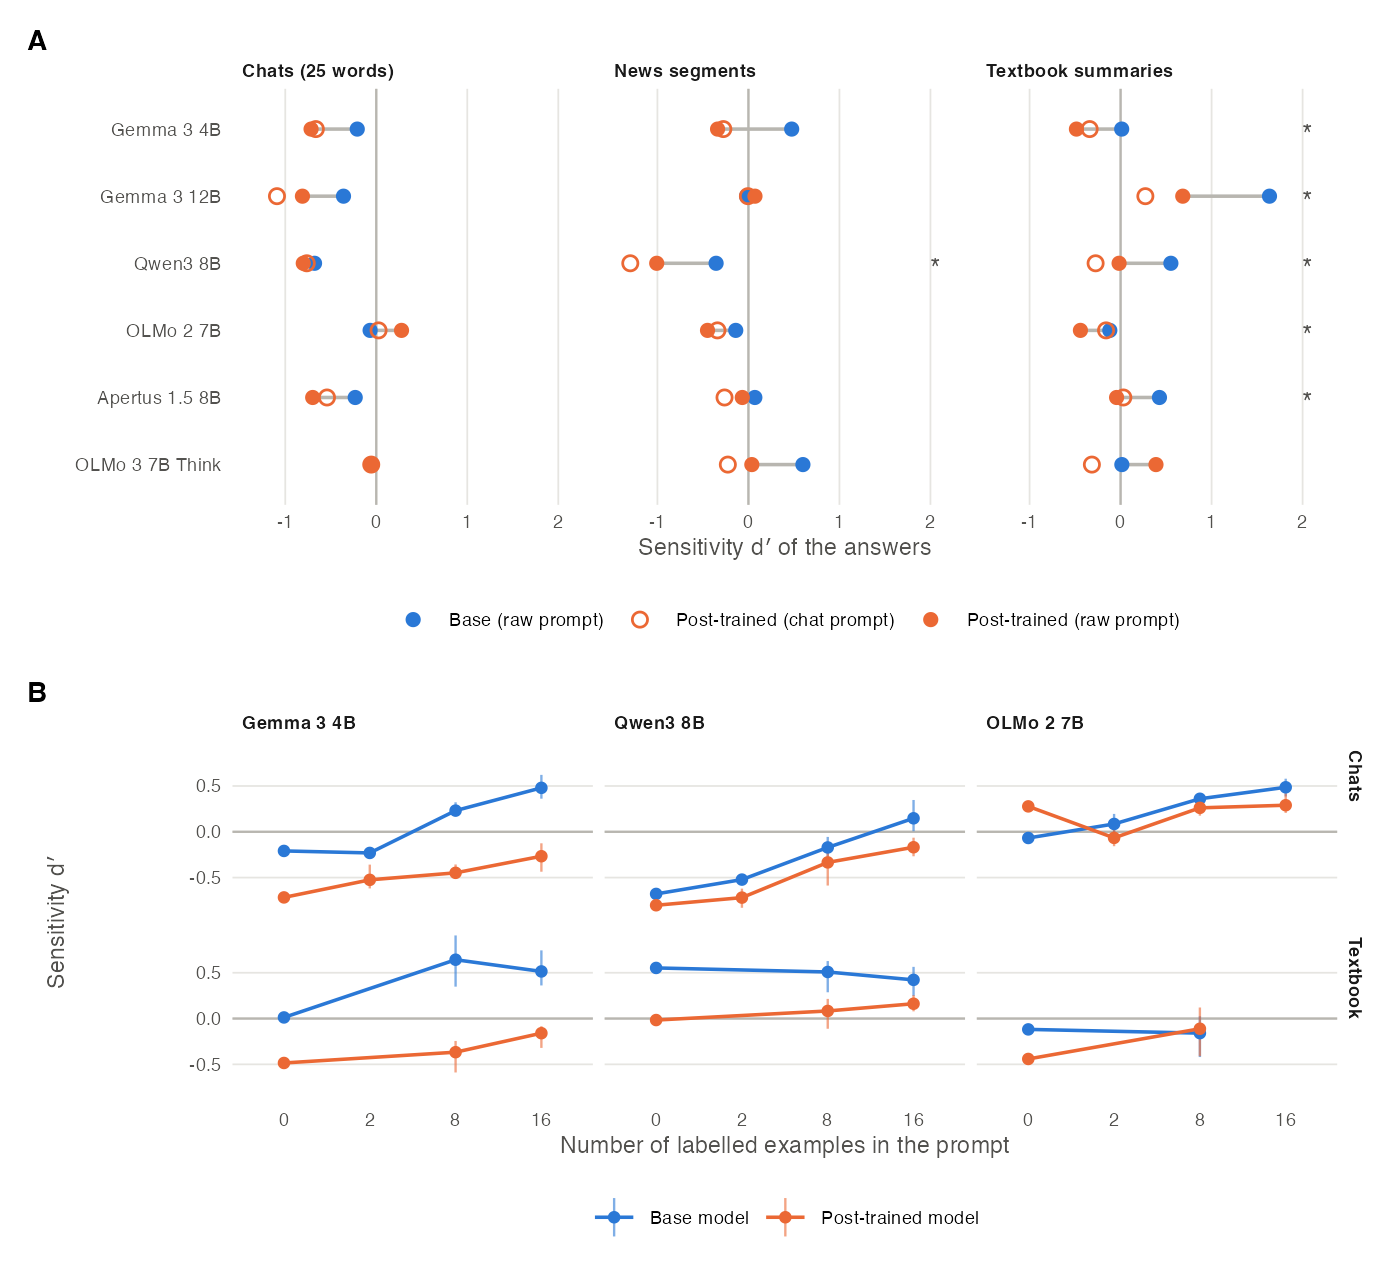 A
Chats (25 words)
News segments
Textbook summaries
Gemma 3 4B
*
Gemma 3 12B
*
Qwen3 8B
*
*
OLMo 2 7B
*
Apertus 1.5 8B
*
OLMo 3 7B Think
-1 0 1 2
-1 0 1 2
-1 0 1 2
Sensitivity d′ of the answers
Base (raw prompt)
Post-trained (chat prompt)
Post-trained (raw prompt)
B
Gemma 3 4B
Qwen3 8B
OLMo 2 7B
Chats
0.5
0.0
-0.5
Textbook
0.5
0.0
-0.5
Sensitivity d′
0 2 8 16
0 2 8 16
0 2 8 16
Number of labelled examples in the prompt
Base model
Post-trained model